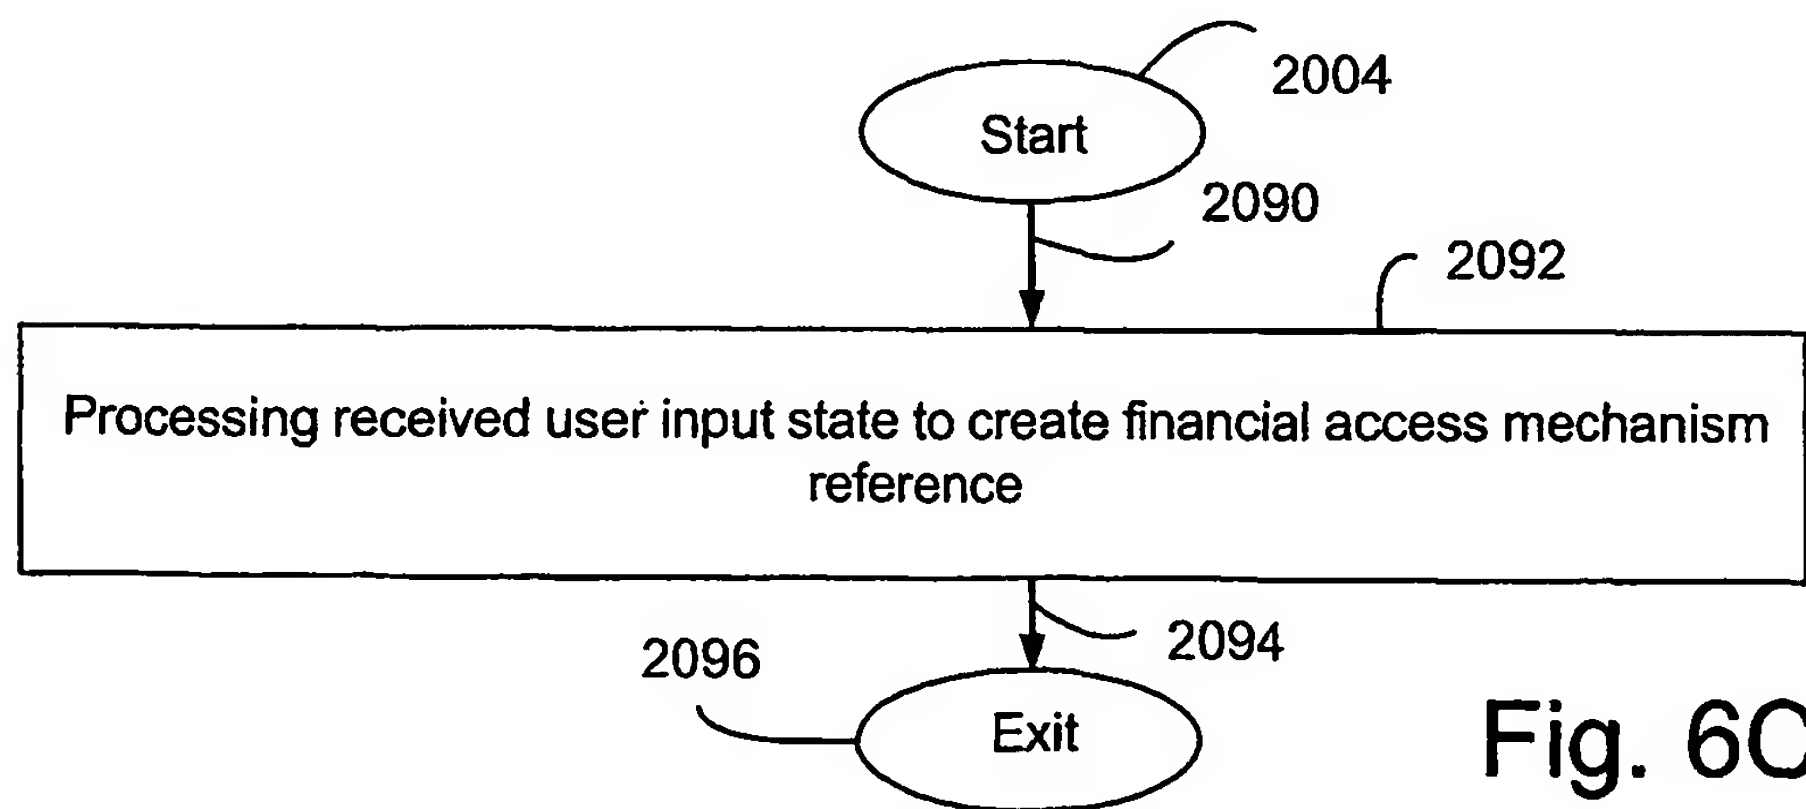 2004
Start
2090
2092
Processing received user input state to create financial access mechanism
reference
2094
2096
Exit
Fig. 6C